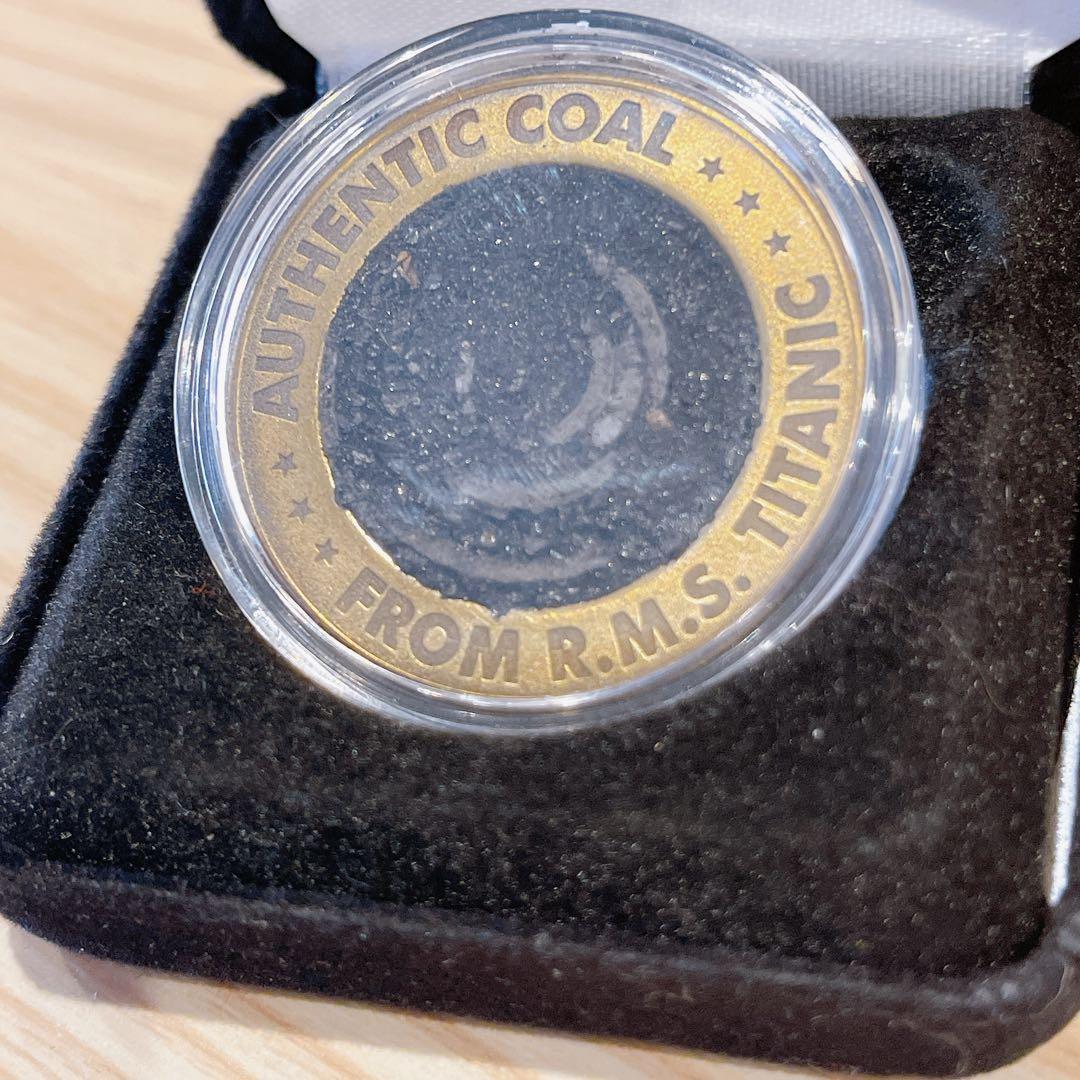 AUTHENTIC COAL ★ ★ ★
FROM R.M.S. TITANIC ★ ★ ★